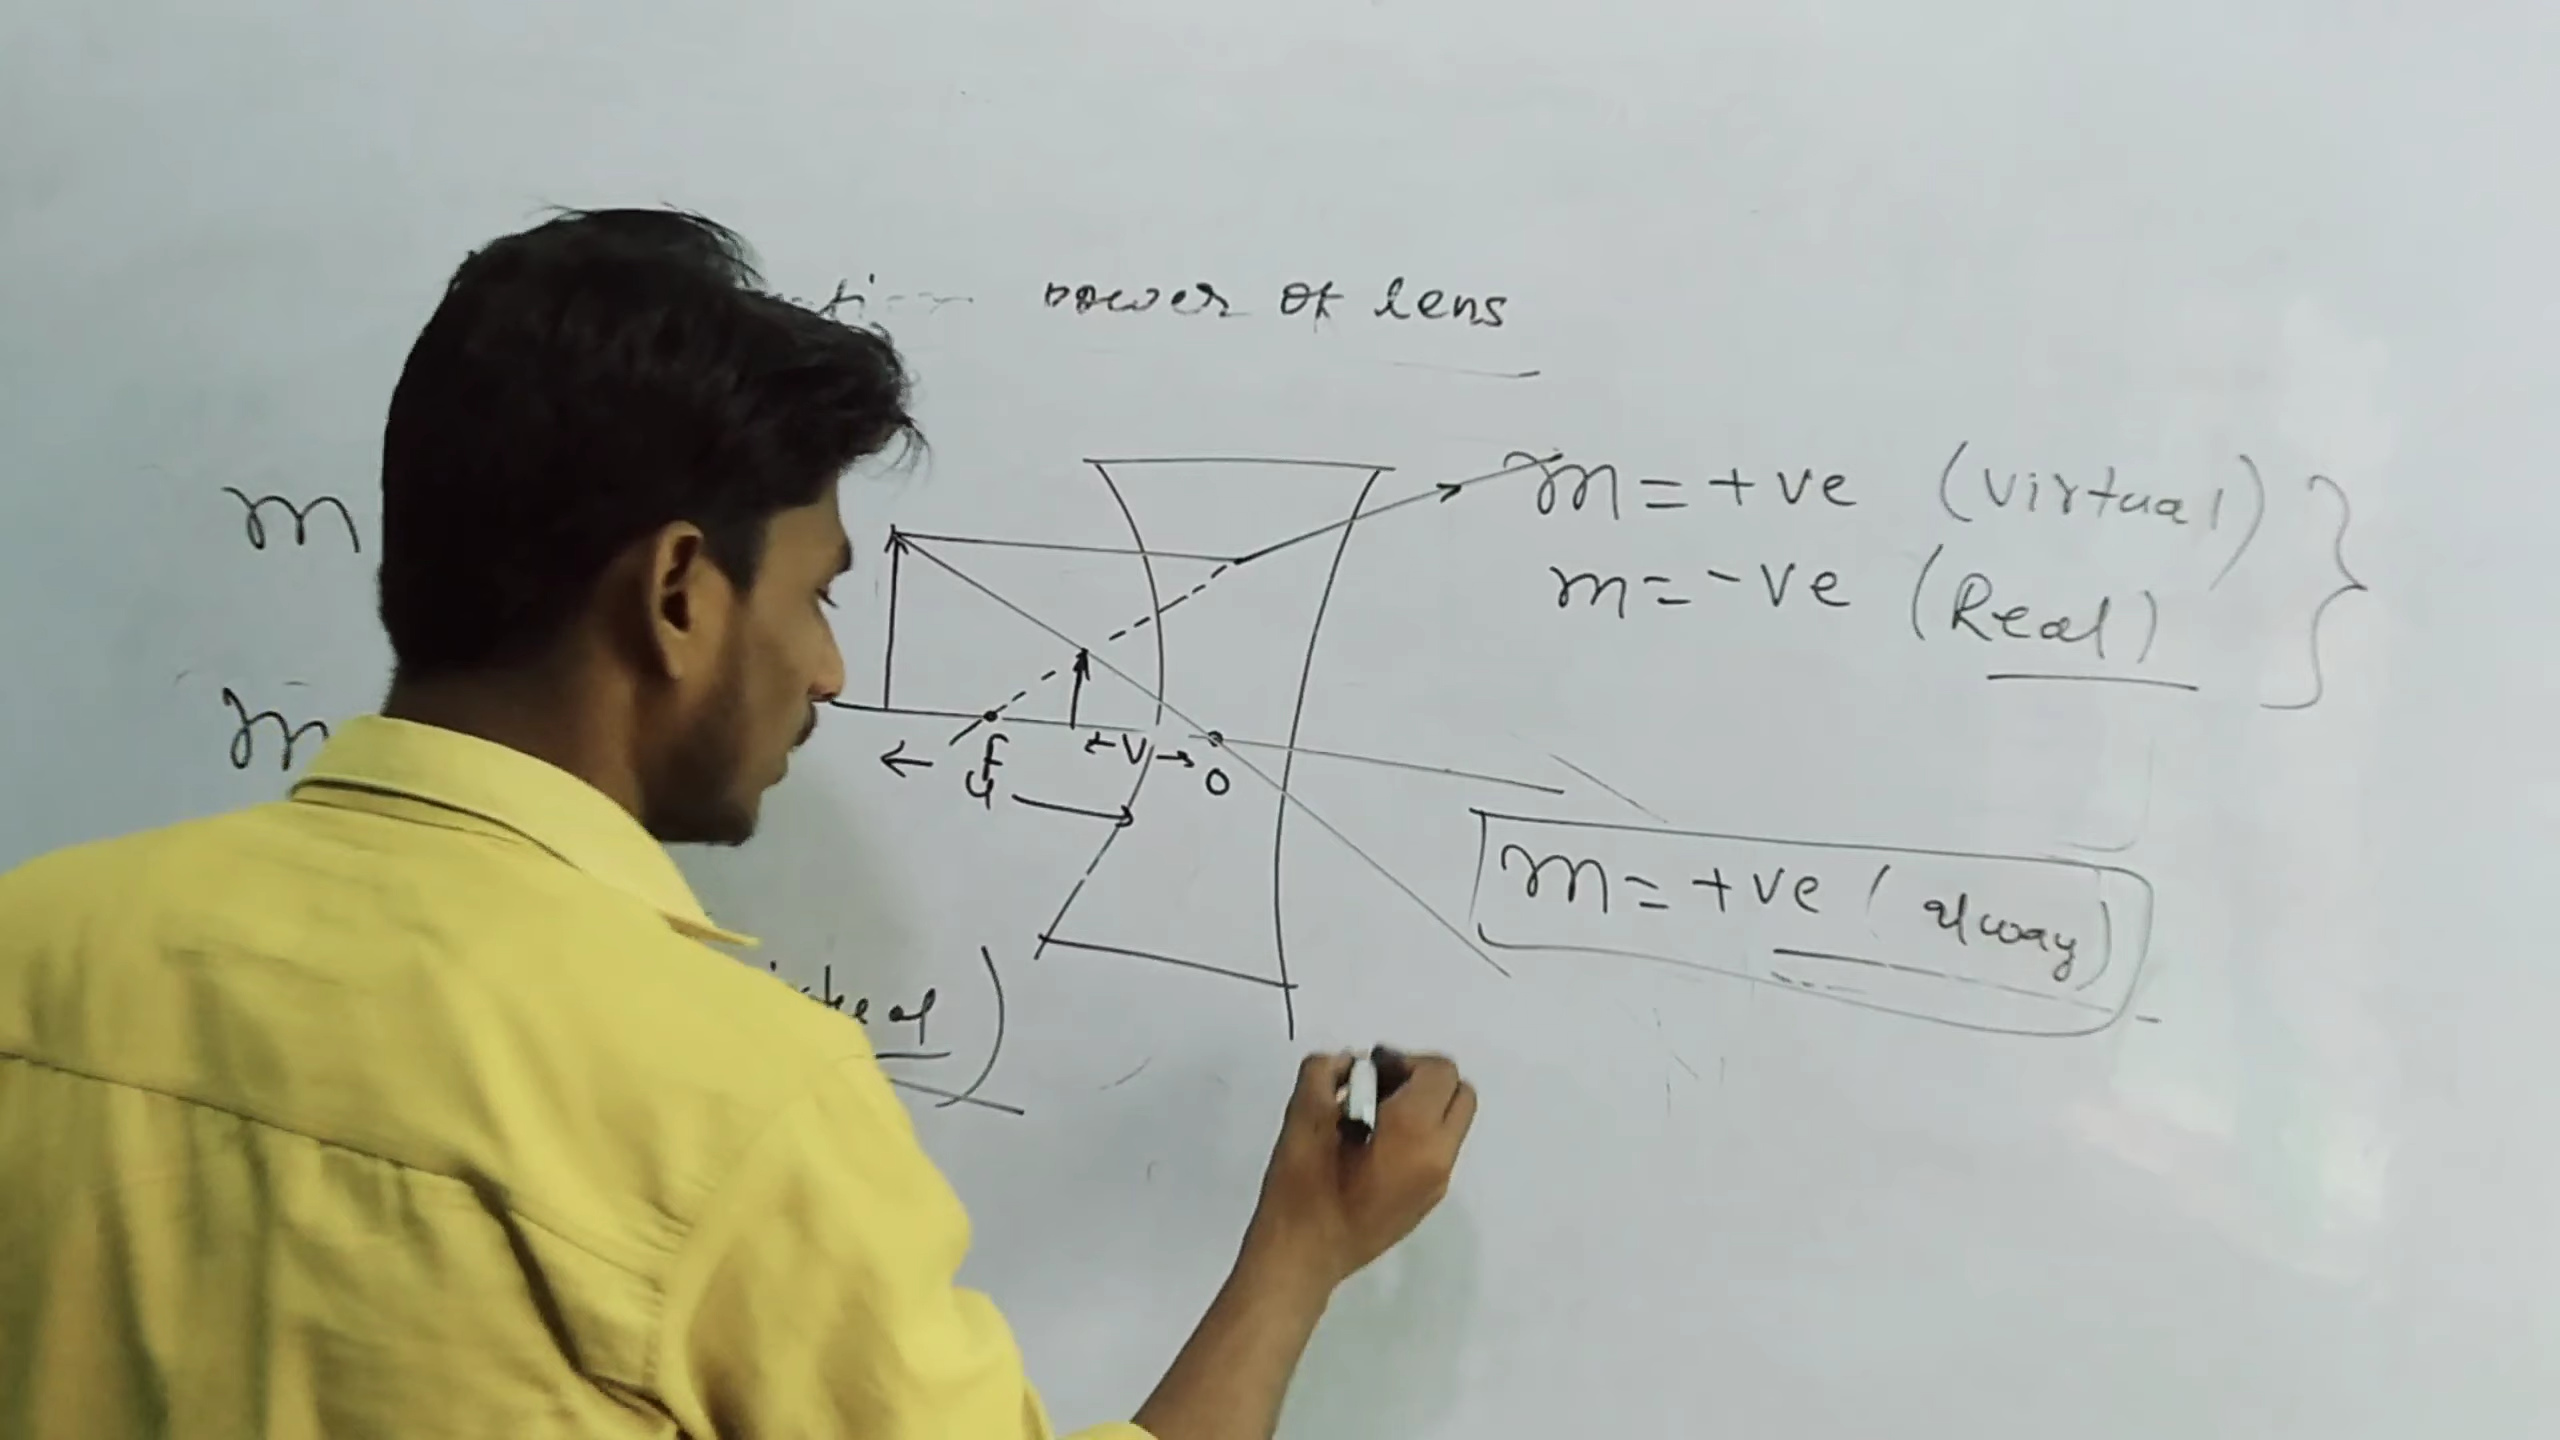 power of lens
m
m = +ve (virtual)
m = -ve (Real)
m
f
← u →
←v→
o
m = +ve (alway)